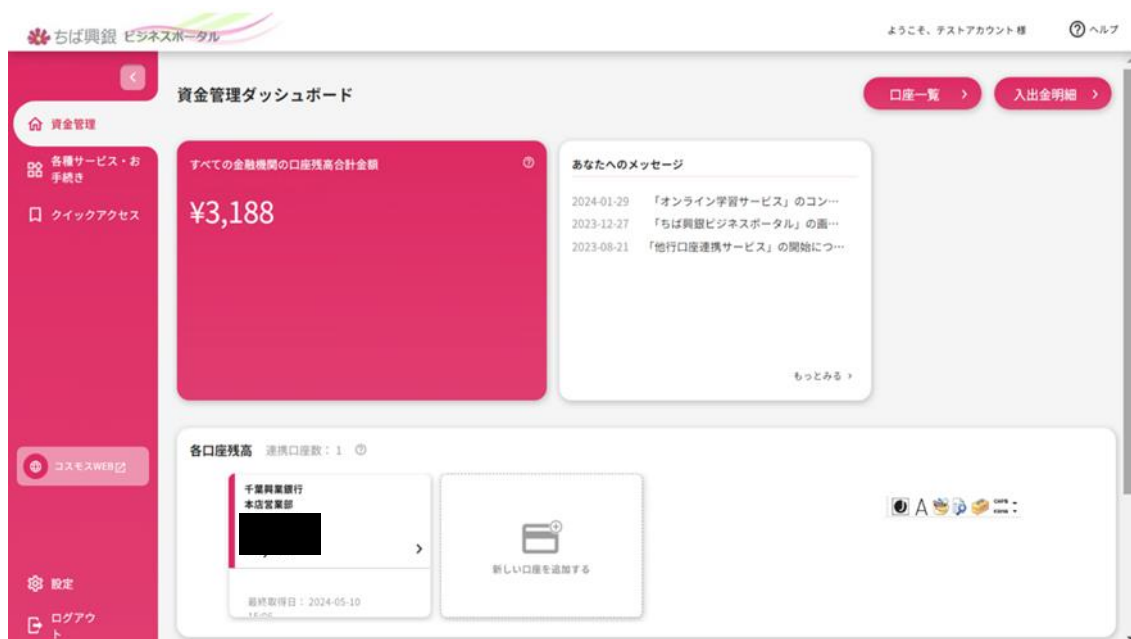 ちば興銀 ビジネスポータル
ようこそ、テストアカウント 様
ヘルプ
資金管理
各種サービス・お
手続き
クイックアクセス
コスモスWEB
設定
ログアウ
ト
資金管理ダッシュボード
口座一覧
入出金明細
すべての金融機関の口座残高合計金額
¥3,188
あなたへのメッセージ
2024-01-29 「オンライン学習サービス」のコン…
2023-12-27 「ちば興銀ビジネスポータル」の画…
2023-08-21 「他行口座連携サービス」の開始につ…
もっとみる
各口座残高 連携口座数： 1
千葉興業銀行
本店営業部
最終取得日： 2024-05-10
新しい口座を追加する
A
CAPS
KANA